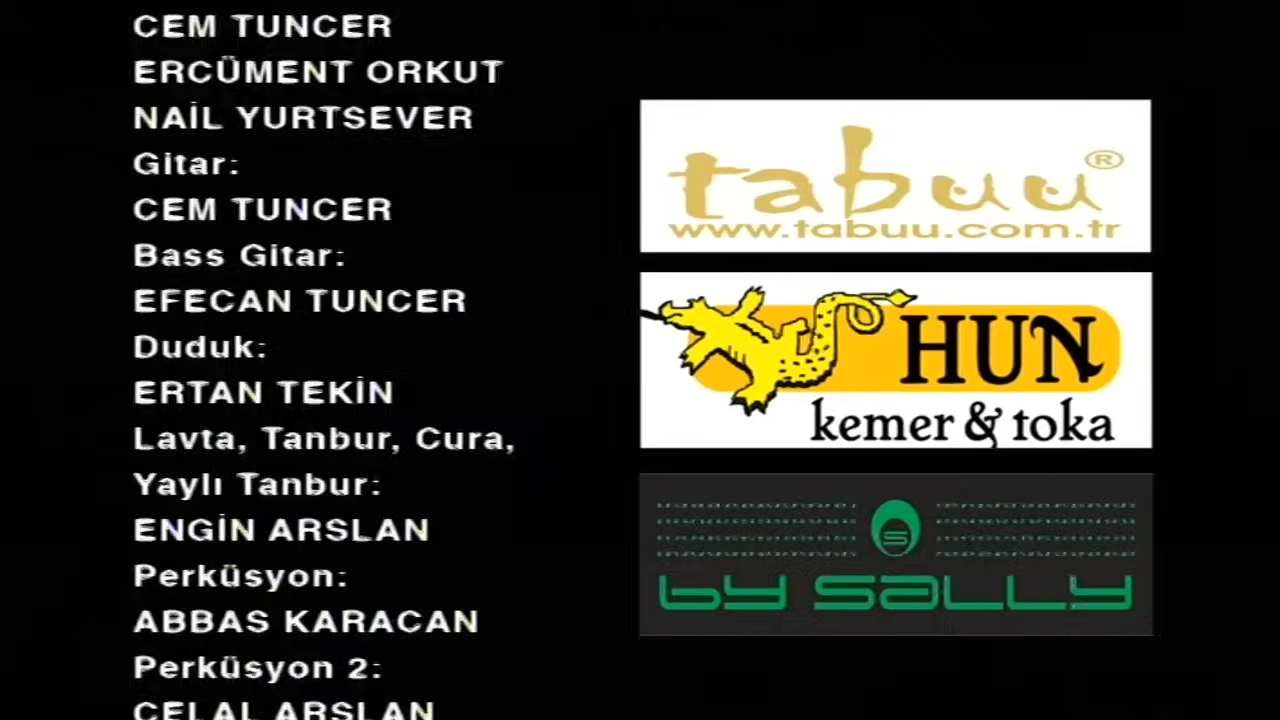 CEM TUNCER
ERCÜMENT ORKUT
NAİL YURTSEVER
Gitar:
CEM TUNCER
Bass Gitar:
EFECAN TUNCER
Duduk:
ERTAN TEKİN
Lavta, Tanbur, Cura,
Yaylı Tanbur:
ENGİN ARSLAN
Perküsyon:
ABBAS KARACAN
Perküsyon 2:
CELAL ARSLAN
tabuu®
www.tabuu.com.tr
HUN
kemer & toka
S
by sally